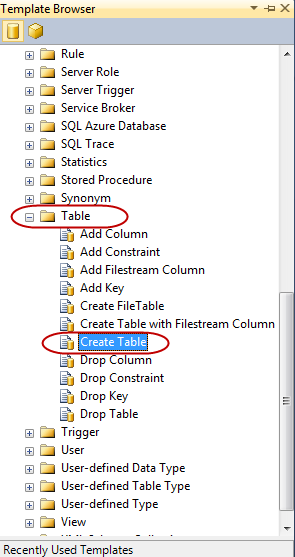 Template Browser
Rule
Server Role
Server Trigger
Service Broker
SQL Azure Database
SQL Trace
Statistics
Stored Procedure
Synonym
Table
Add Column
Add Constraint
Add Filestream Column
Add Key
Create FileTable
Create Table with Filestream Column
Create Table
Drop Column
Drop Constraint
Drop Key
Drop Table
Trigger
User
User-defined Data Type
User-defined Table Type
User-defined Type
View
Recently Used Templates